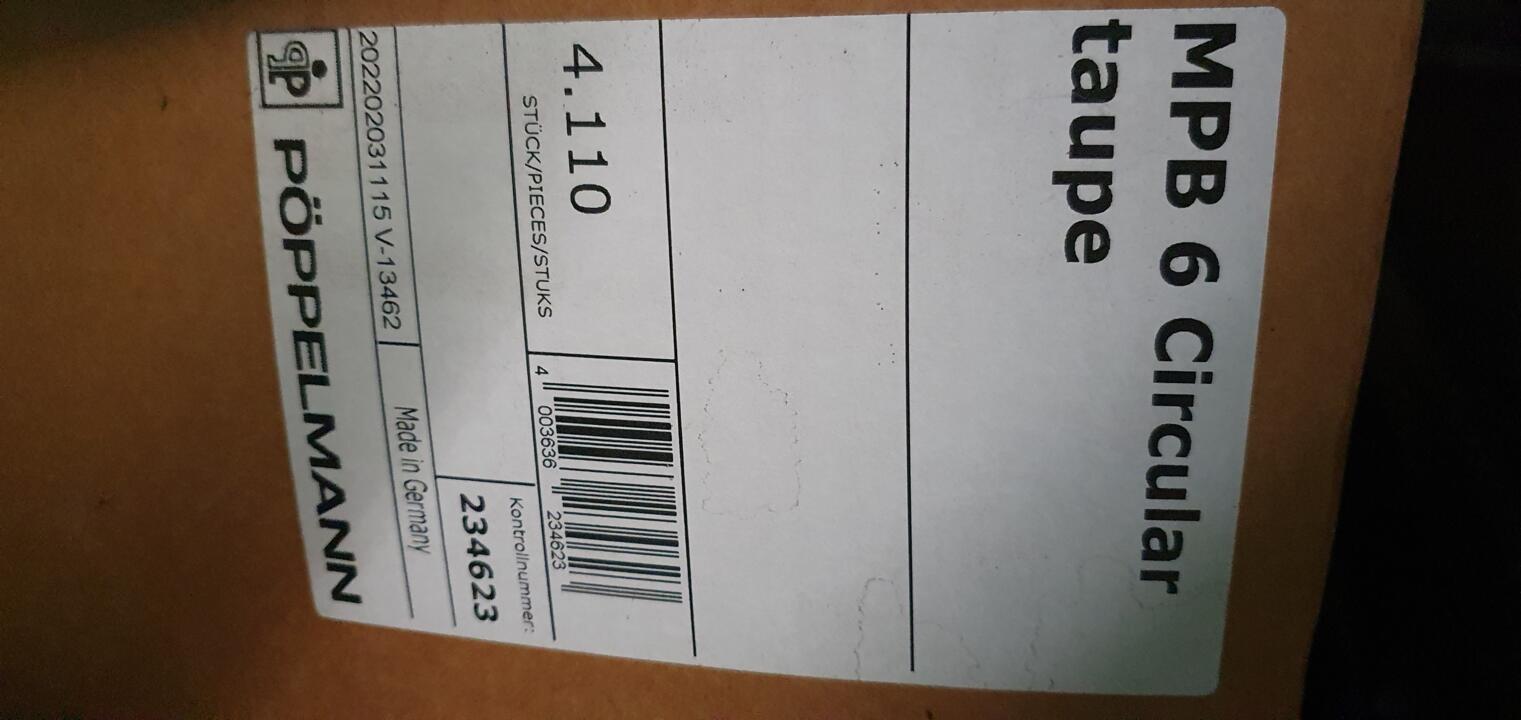 MPB 6 Circular
taupe
4.110
STÜCK/PIECES/STUKS
4 003636 234623
Kontrollnummer:
234623
202202031115 V-13462
Made in Germany
PÖPPELMANN